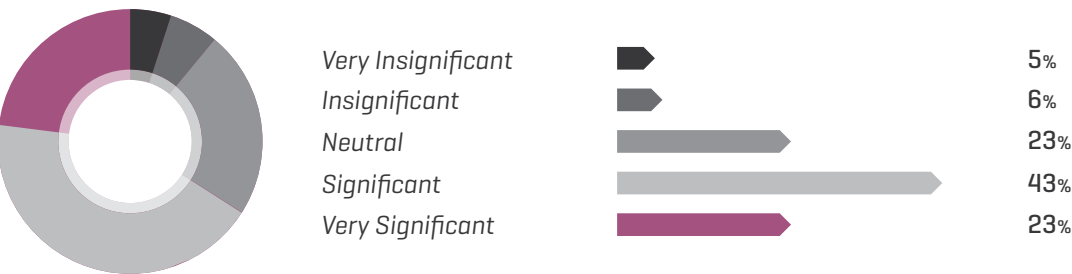 Very Insignificant 5%
Insignificant 6%
Neutral 23%
Significant 43%
Very Significant 23%